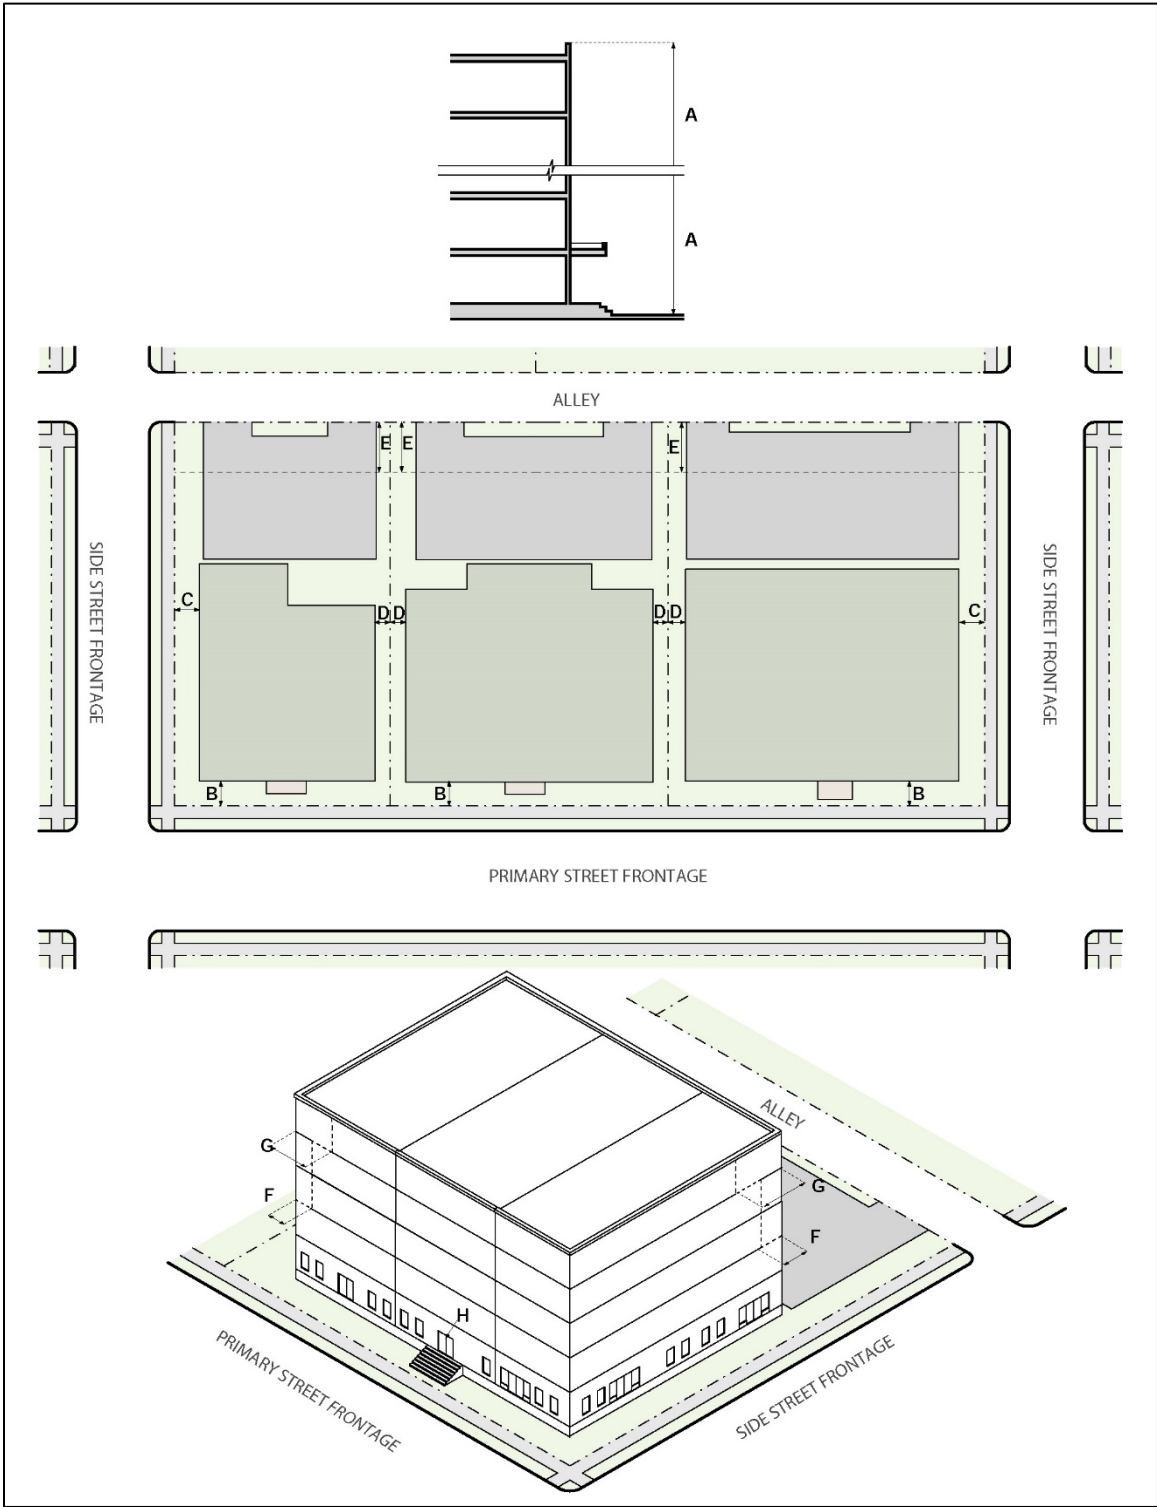 A
A
ALLEY
E E E
SIDE STREET FRONTAGE
SIDE STREET FRONTAGE
C D D D D C
B B B
PRIMARY STREET FRONTAGE
ALLEY
G
G
F
F
H
PRIMARY STREET FRONTAGE
SIDE STREET FRONTAGE